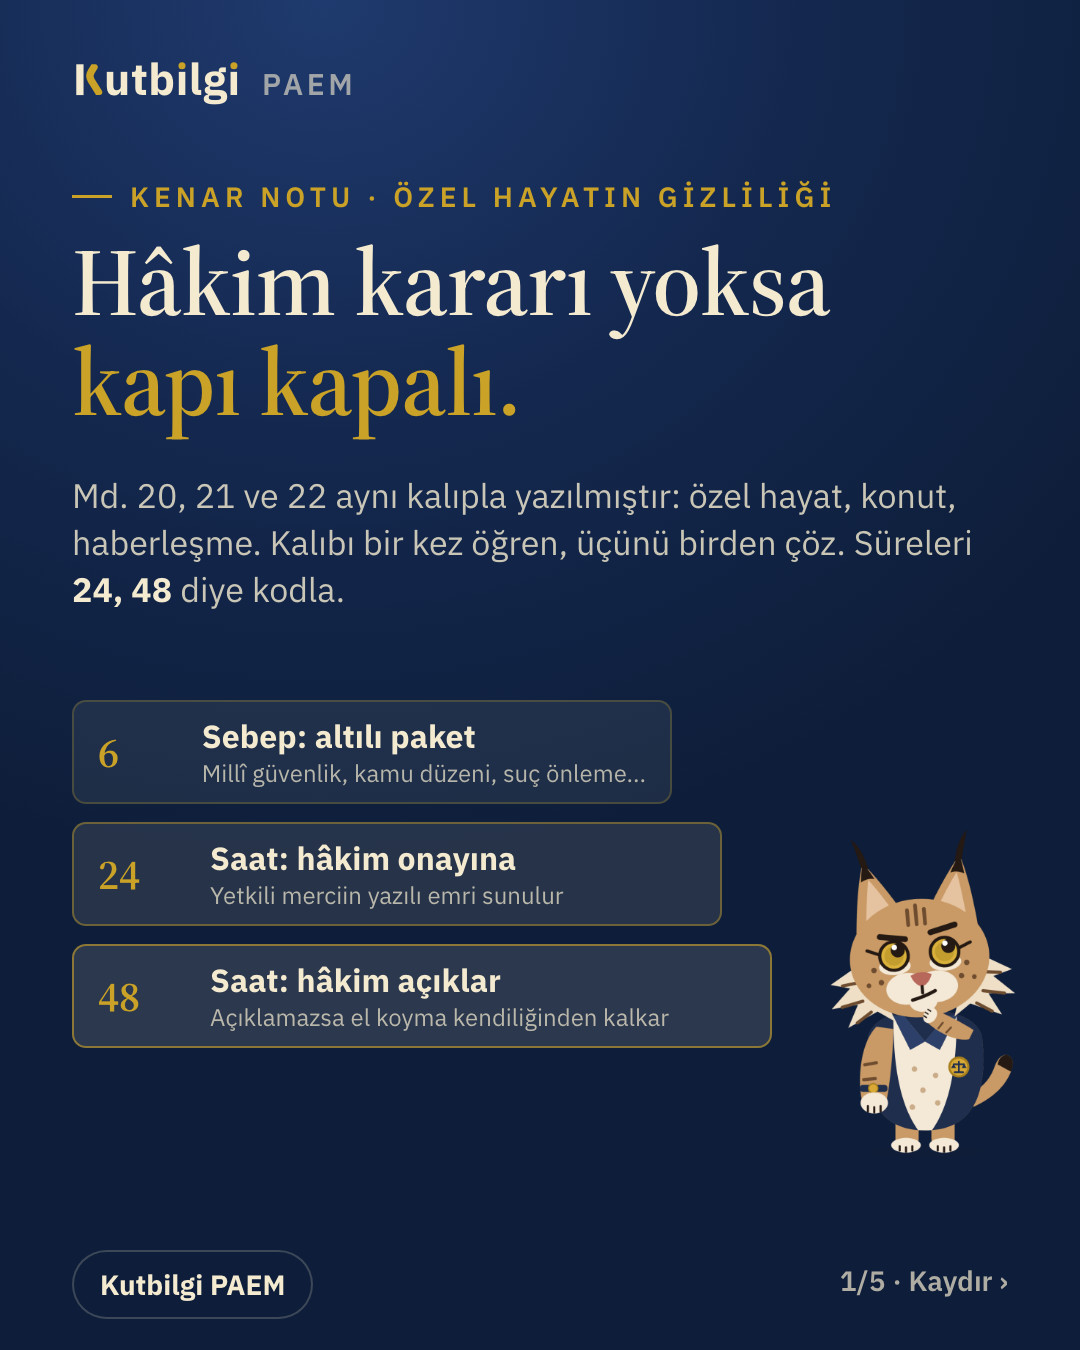 Kutbilgi PAEM
KENAR NOTU · ÖZEL HAYATIN GİZLİLİĞİ
Hâkim kararı yoksa
kapı kapalı.
Md. 20, 21 ve 22 aynı kalıpla yazılmıştır: özel hayat, konut,
haberleşme. Kalıbı bir kez öğren, üçünü birden çöz. Süreleri
24, 48 diye kodla.
6
Sebep: altılı paket
Millî güvenlik, kamu düzeni, suç önleme...
24
Saat: hâkim onayına
Yetkili merciin yazılı emri sunulur
48
Saat: hâkim açıklar
Açıklamazsa el koyma kendiliğinden kalkar
Kutbilgi PAEM
1/5 · Kaydır ›